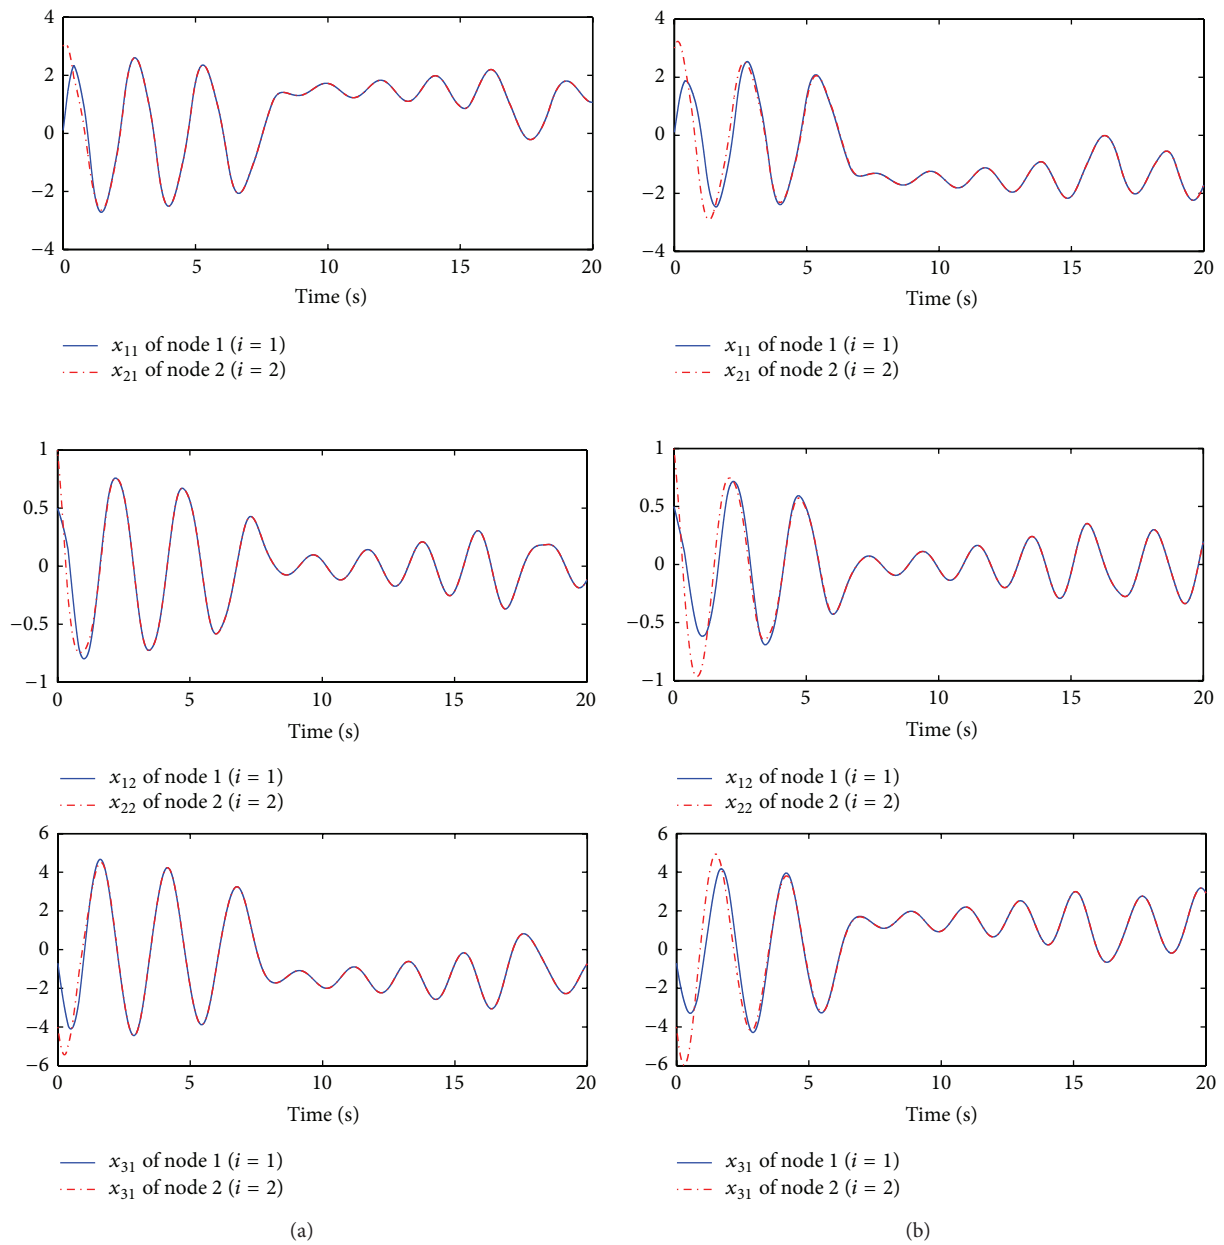 4
2
0
−2
−4
0 5 10 15 20
Time (s)
x11 of node 1 (i = 1)
x21 of node 2 (i = 2)
1
0.5
0
−0.5
−1
0 5 10 15 20
Time (s)
x12 of node 1 (i = 1)
x22 of node 2 (i = 2)
6
4
2
0
−2
−4
−6
0 5 10 15 20
Time (s)
x31 of node 1 (i = 1)
x31 of node 2 (i = 2)
(a)
4
2
0
−2
−4
0 5 10 15 20
Time (s)
x11 of node 1 (i = 1)
x21 of node 2 (i = 2)
1
0.5
0
−0.5
−1
0 5 10 15 20
Time (s)
x12 of node 1 (i = 1)
x22 of node 2 (i = 2)
6
4
2
0
−2
−4
−6
0 5 10 15 20
Time (s)
x31 of node 1 (i = 1)
x31 of node 2 (i = 2)
(b)